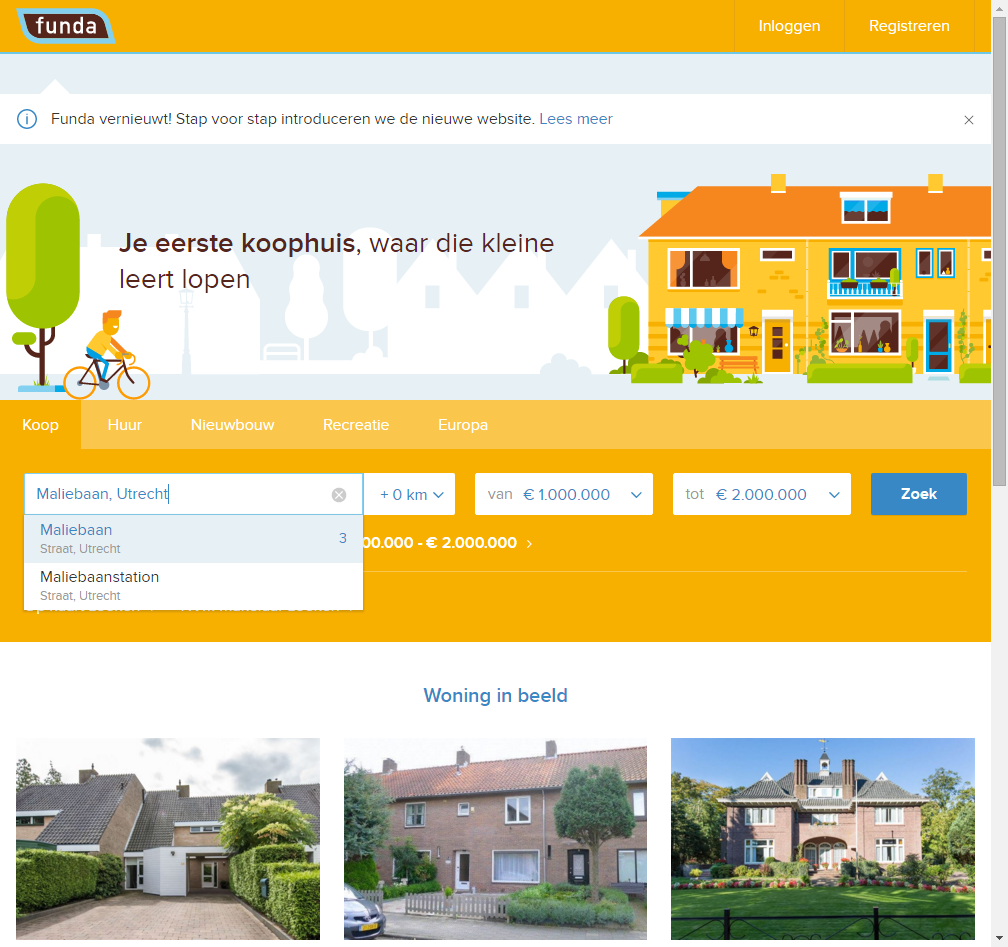 funda
Inloggen
Registreren
Funda vernieuwt! Stap voor stap introduceren we de nieuwe website. Lees meer
Je eerste koophuis, waar die kleine
leert lopen
Koop
Huur
Nieuwbouw
Recreatie
Europa
Maliebaan, Utrecht
+ 0 km
van € 1.000.000
tot € 2.000.000
Zoek
Maliebaan
3
Straat, Utrecht
00.000 - € 2.000.000
Maliebaanstation
Straat, Utrecht
Woning in beeld